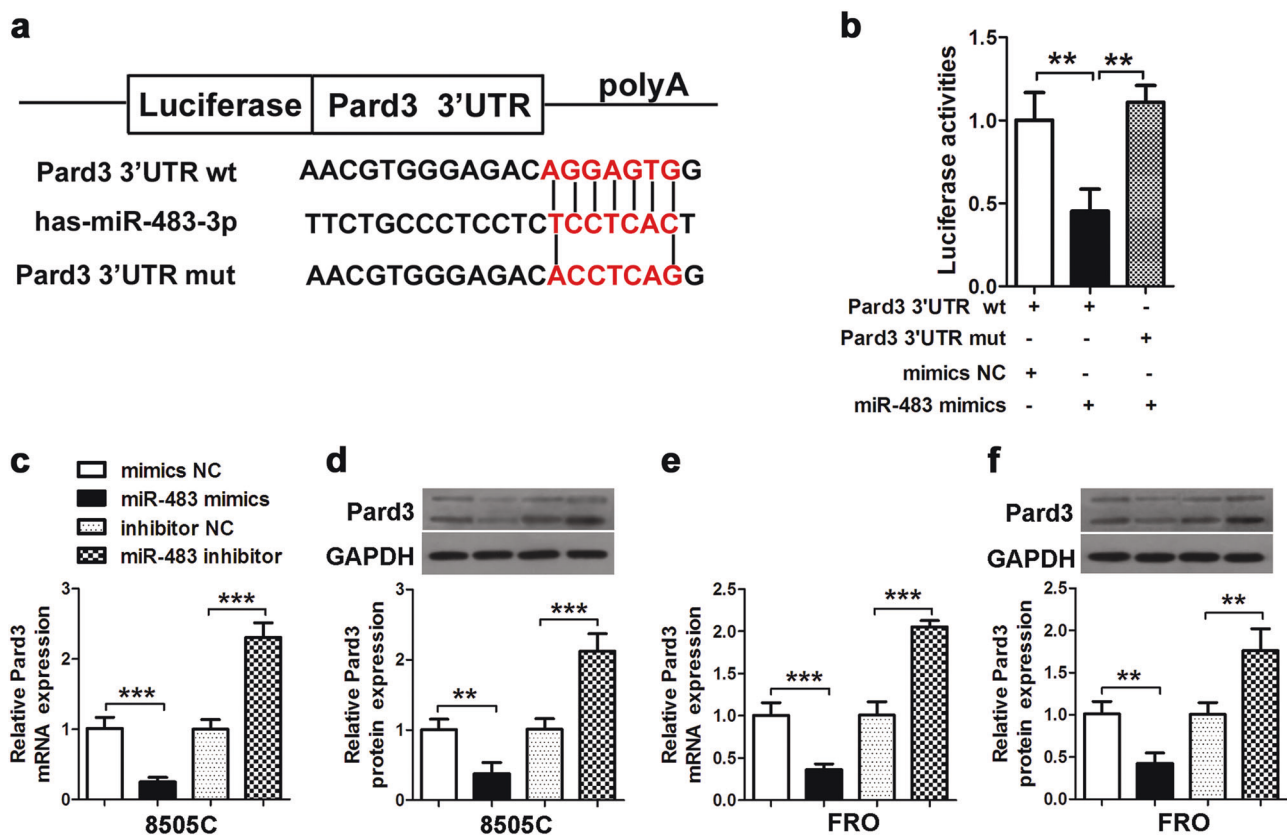 a
Luciferase Pard3 3'UTR polyA
Pard3 3'UTR wt AACGTGGGAGACAGGAGTGG
has-miR-483-3p TTCTGCCCTCCTCTCCTCACT
Pard3 3'UTR mut AACGTGGGAGACACCTCAGG
b
Luciferase activities
1.5
1.0
0.5
0.0
** **
Pard3 3'UTR wt + + -
Pard3 3'UTR mut - - +
mimics NC + - -
miR-483 mimics - + +
c
mimics NC
miR-483 mimics
inhibitor NC
miR-483 inhibitor
Relative Pard3
mRNA expression
3
2
1
0
*** ***
8505C
d
Pard3
GAPDH
Relative Pard3
protein expression
3
2
1
0
** ***
8505C
e
Relative Pard3
mRNA expression
2.5
2.0
1.5
1.0
0.5
0.0
*** ***
FRO
f
Pard3
GAPDH
Relative Pard3
protein expression
2.5
2.0
1.5
1.0
0.5
0.0
** **
FRO